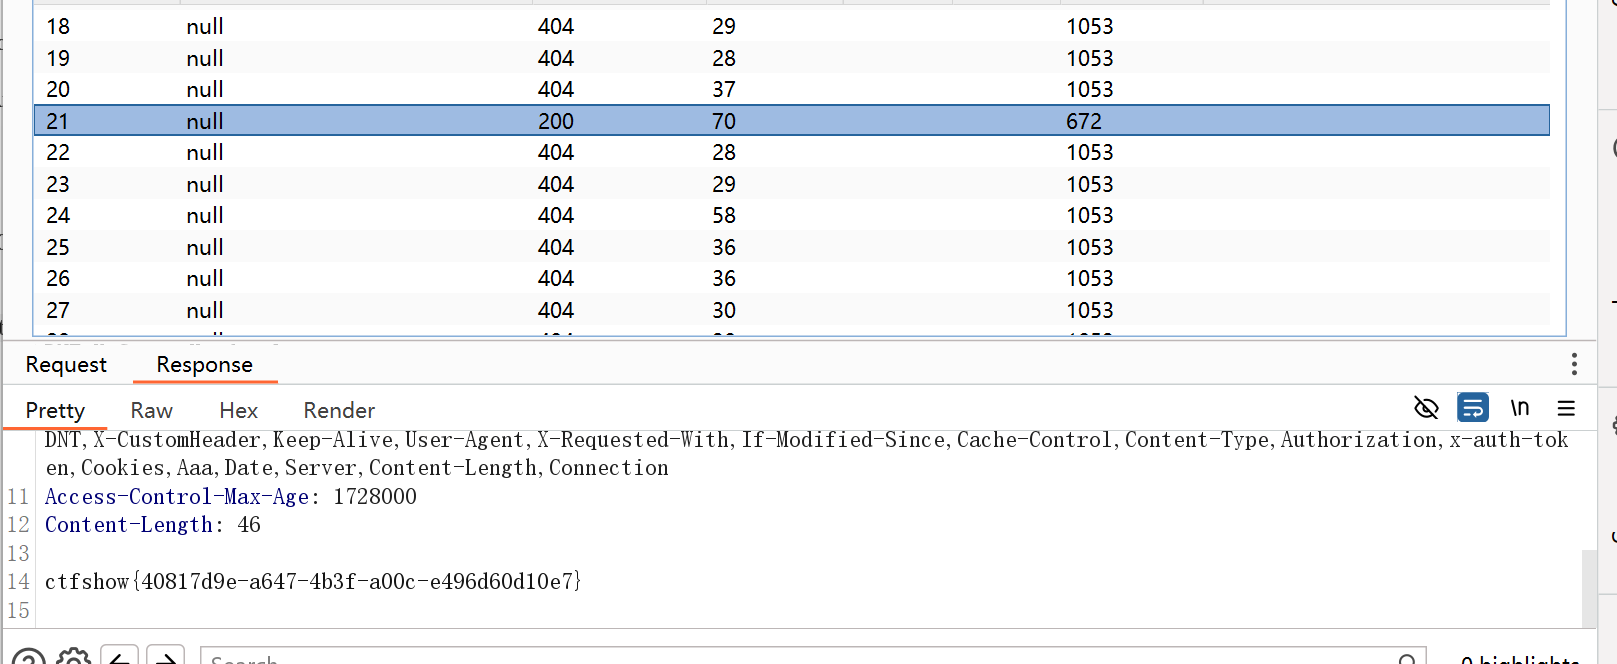 18 null 404 29 1053
19 null 404 28 1053
20 null 404 37 1053
21 null 200 70 672
22 null 404 28 1053
23 null 404 29 1053
24 null 404 58 1053
25 null 404 36 1053
26 null 404 36 1053
27 null 404 30 1053
Request Response
Pretty Raw Hex Render \n
DNT,X-CustomHeader,Keep-Alive,User-Agent,X-Requested-With,If-Modified-Since,Cache-Control,Content-Type,Authorization,x-auth-tok
en,Cookies,Aaa,Date,Server,Content-Length,Connection
11 Access-Control-Max-Age: 1728000
12 Content-Length: 46
13
14 ctfshow{40817d9e-a647-4b3f-a00c-e496d60d10e7}
15
Search 0 highlights